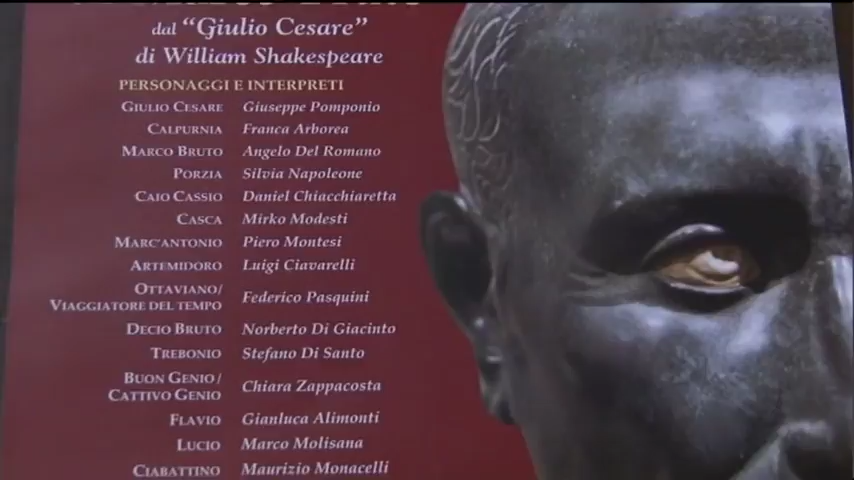 dal "Giulio Cesare"
di William Shakespeare
PERSONAGGI E INTERPRETI
GIULIO CESARE Giuseppe Pomponio
CALPURNIA Franca Arborea
MARCO BRUTO Angelo Del Romano
PORZIA Silvia Napoleone
CAIO CASSIO Daniel Chiacchiaretta
CASCA Mirko Modesti
MARC'ANTONIO Piero Montesi
ARTEMIDORO Luigi Ciavarelli
OTTAVIANO/
VIAGGIATORE DEL TEMPO Federico Pasquini
DECIO BRUTO Norberto Di Giacinto
TREBONIO Stefano Di Santo
BUON GENIO /
CATTIVO GENIO Chiara Zappacosta
FLAVIO Gianluca Alimonti
LUCIO Marco Molisana
CIABATTINO Maurizio Monacelli